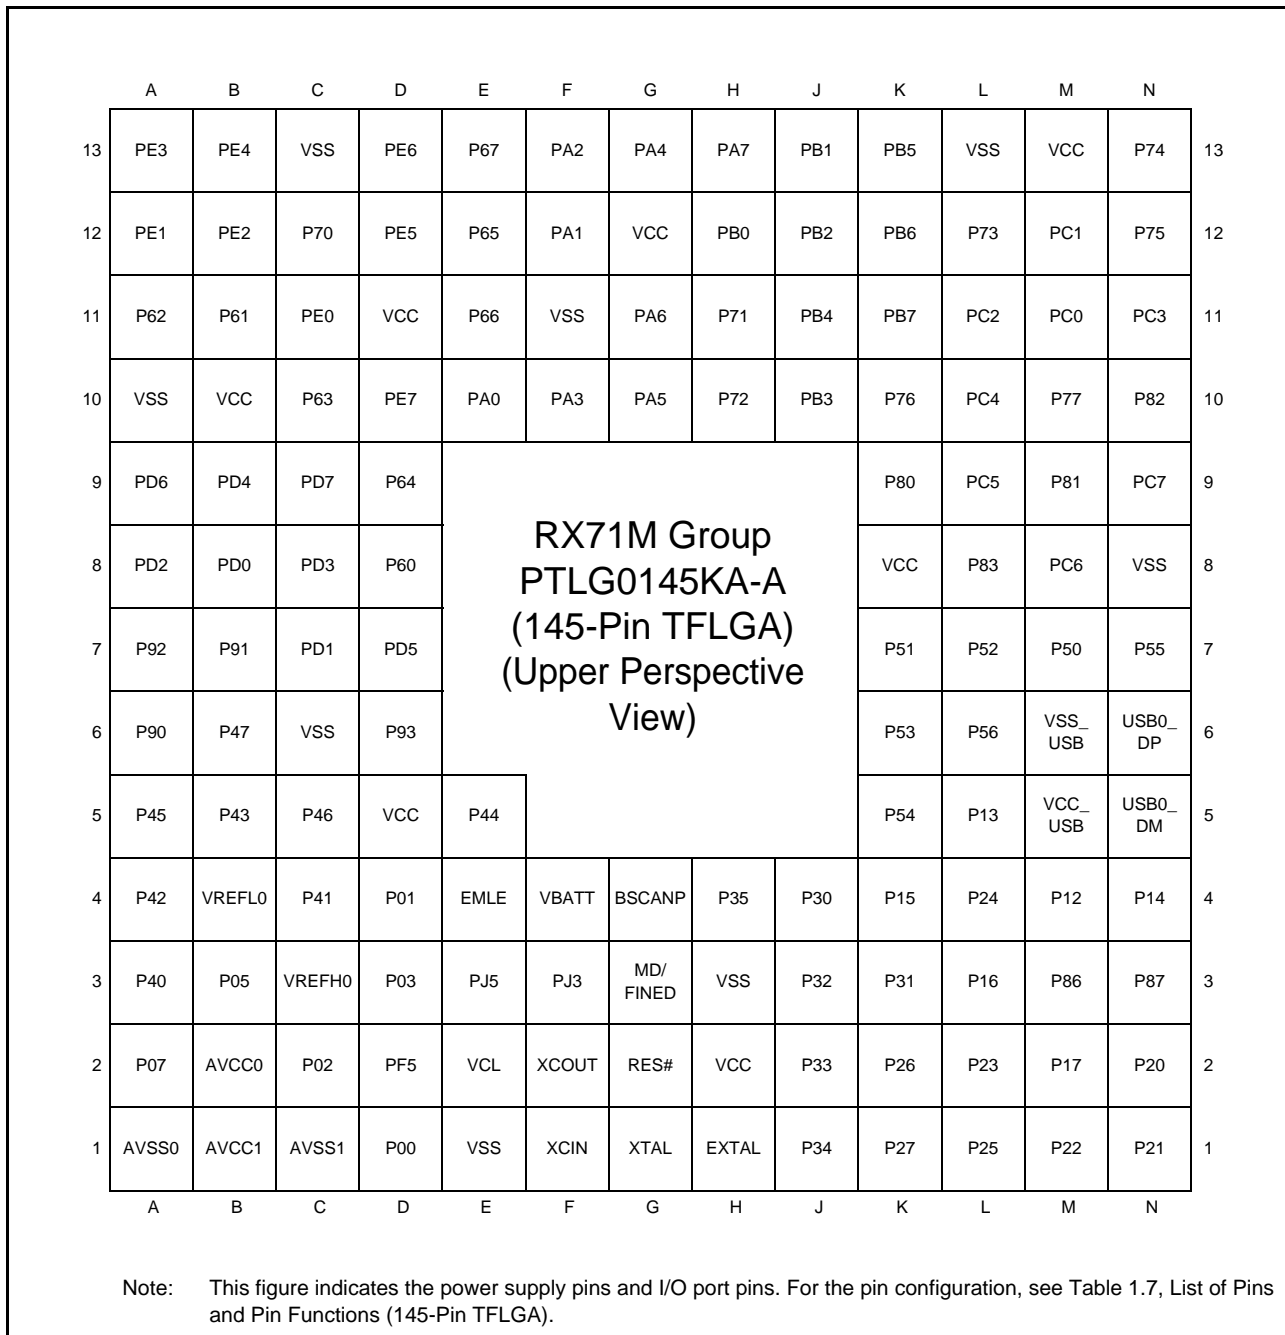 A B C D E F G H J K L M N
13 PE3 PE4 VSS PE6 P67 PA2 PA4 PA7 PB1 PB5 VSS VCC P74 13
12 PE1 PE2 P70 PE5 P65 PA1 VCC PB0 PB2 PB6 P73 PC1 P75 12
11 P62 P61 PE0 VCC P66 VSS PA6 P71 PB4 PB7 PC2 PC0 PC3 11
10 VSS VCC P63 PE7 PA0 PA3 PA5 P72 PB3 P76 PC4 P77 P82 10
9 PD6 PD4 PD7 P64 P80 PC5 P81 PC7 9
8 PD2 PD0 PD3 P60 VCC P83 PC6 VSS 8
7 P92 P91 PD1 PD5 P51 P52 P50 P55 7
6 P90 P47 VSS P93 P53 P56 VSS_ USB USB0_ DP 6
5 P45 P43 P46 VCC P44 P54 P13 VCC_ USB USB0_ DM 5
RX71M Group
PTLG0145KA-A
(145-Pin TFLGA)
(Upper Perspective
View)
4 P42 VREFL0 P41 P01 EMLE VBATT BSCANP P35 P30 P15 P24 P12 P14 4
3 P40 P05 VREFH0 P03 PJ5 PJ3 MD/ FINED VSS P32 P31 P16 P86 P87 3
2 P07 AVCC0 P02 PF5 VCL XCOUT RES# VCC P33 P26 P23 P17 P20 2
1 AVSS0 AVCC1 AVSS1 P00 VSS XCIN XTAL EXTAL P34 P27 P25 P22 P21 1
A B C D E F G H J K L M N
Note: This figure indicates the power supply pins and I/O port pins. For the pin configuration, see Table 1.7, List of Pins
and Pin Functions (145-Pin TFLGA).